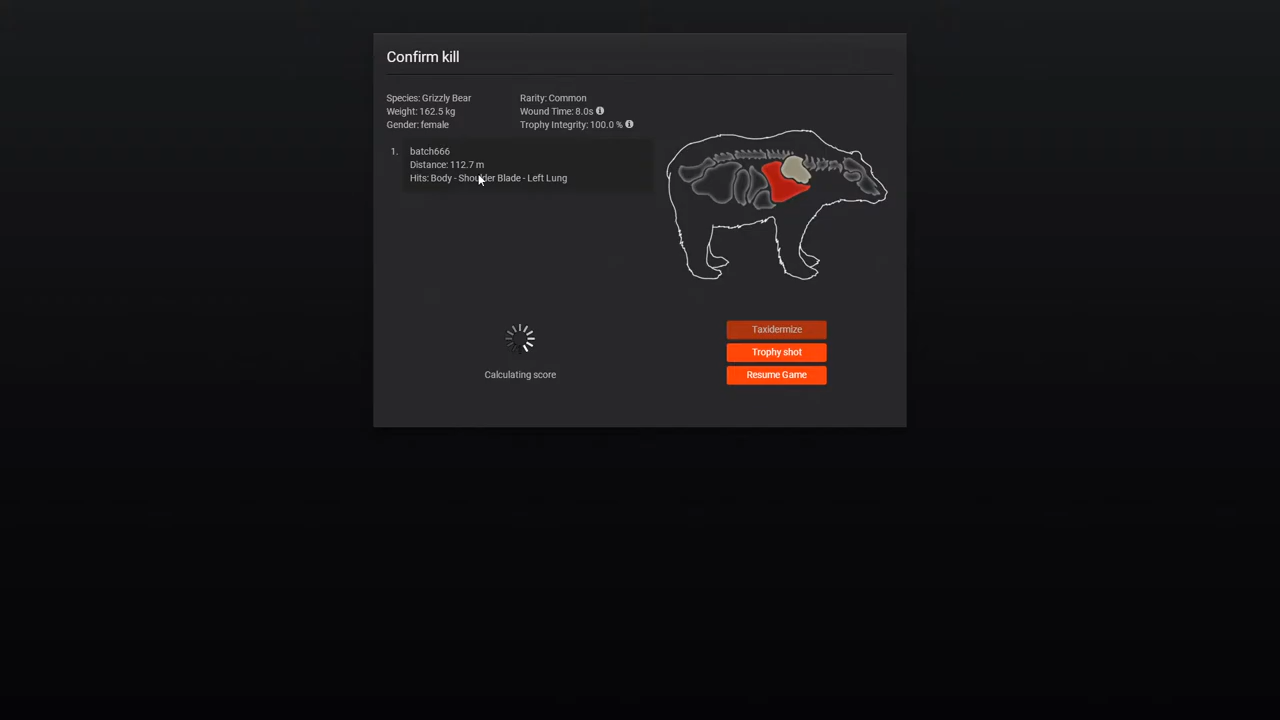 Confirm kill
Species: Grizzly Bear
Rarity: Common
Weight: 162.5 kg
Wound Time: 8.0s
Gender: female
Trophy Integrity: 100.0 %
1. batch666
Distance: 112.7 m
Hits: Body - Shoulder Blade - Left Lung
Calculating score
Taxidermize
Trophy shot
Resume Game